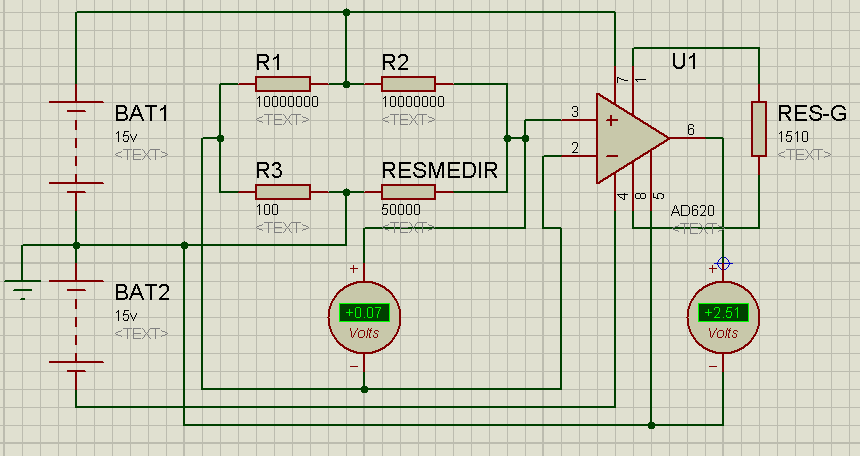 R1
10000000
<TEXT>
R2
10000000
<TEXT>
U1
7
1
BAT1
15v
<TEXT>
3
+
2
−
6
RES-G
1510
<TEXT>
R3
100
<TEXT>
RESMEDIR
50000
<TEXT>
4
8
5
AD620
<TEXT>
BAT2
15v
<TEXT>
+
+0.07
Volts
−
+
+2.51
Volts
−